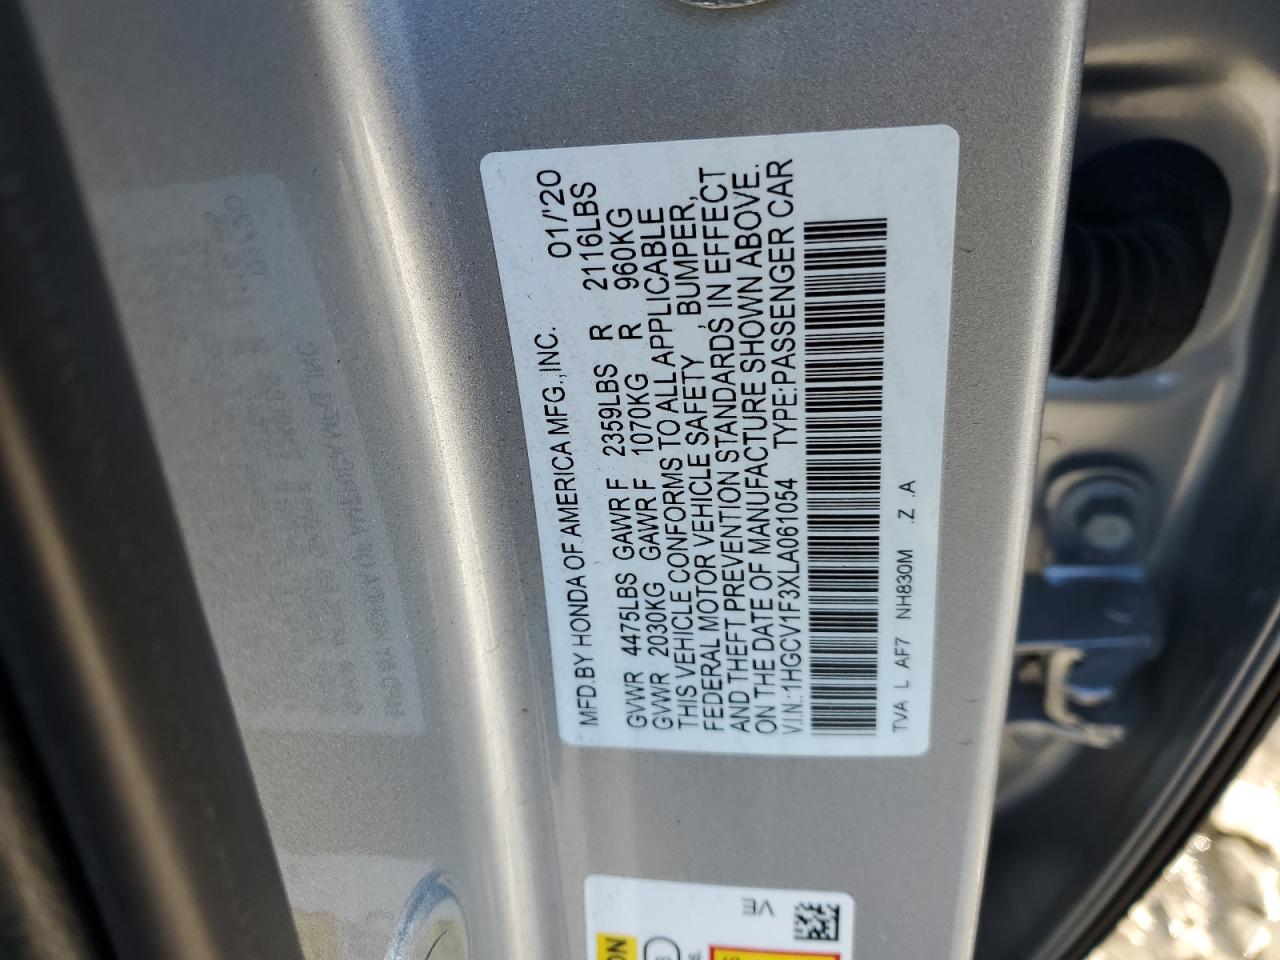 MFD.BY HONDA OF AMERICA MFG.,INC. 01/'20
GVWR 4475LBS GAWR F 2359LBS R 2116LBS
GVWR 2030KG GAWR F 1070KG R 960KG
THIS VEHICLE CONFORMS TO ALL APPLICABLE
FEDERAL MOTOR VEHICLE SAFETY, BUMPER,
AND THEFT PREVENTION STANDARDS IN EFFECT
ON THE DATE OF MANUFACTURE SHOWN ABOVE.
V.I.N.:1HGCV1F3XLA061054 TYPE:PASSENGER CAR
TVA L AF7 NH830M .Z .A
VE